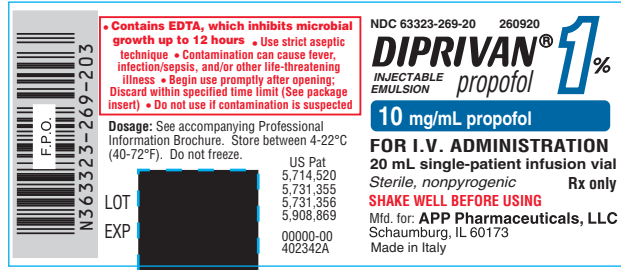 • Contains EDTA, which inhibits microbial
growth up to 12 hours • Use strict aseptic
technique • Contamination can cause fever,
infection/sepsis, and/or other life-threatening
illness • Begin use promptly after opening;
Discard within specified time limit (See package
insert) • Do not use if contamination is suspected
Dosage: See accompanying Professional
Information Brochure. Store between 4-22°C
(40-72°F). Do not freeze.
US Pat
5,714,520
5,731,355
5,731,356
5,908,869
00000-00
402342A
LOT
EXP
F.P.O.
N363323-269-203
NDC 63323-269-20 260920
DIPRIVAN® 1%
INJECTABLE
EMULSION propofol
10 mg/mL propofol
FOR I.V. ADMINISTRATION
20 mL single-patient infusion vial
Sterile, nonpyrogenic Rx only
SHAKE WELL BEFORE USING
Mfd. for: APP Pharmaceuticals, LLC
Schaumburg, IL 60173
Made in Italy